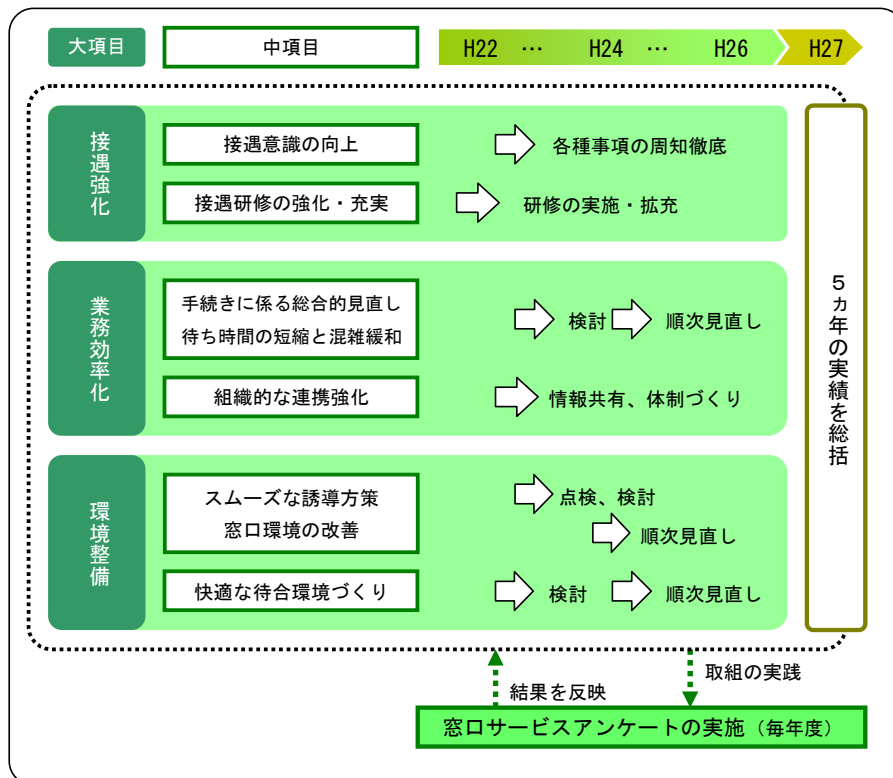 大項目
中項目
H22 … H24 … H26 H27
接遇強化
接遇意識の向上
各種事項の周知徹底
接遇研修の強化・充実
研修の実施・拡充
業務効率化
手続きに係る総合的見直し
待ち時間の短縮と混雑緩和
検討
順次見直し
組織的な連携強化
情報共有、体制づくり
環境整備
スムーズな誘導方策
窓口環境の改善
点検、検討
順次見直し
快適な待合環境づくり
検討
順次見直し
５ヵ年の実績を総括
結果を反映
取組の実践
窓口サービスアンケートの実施（毎年度）